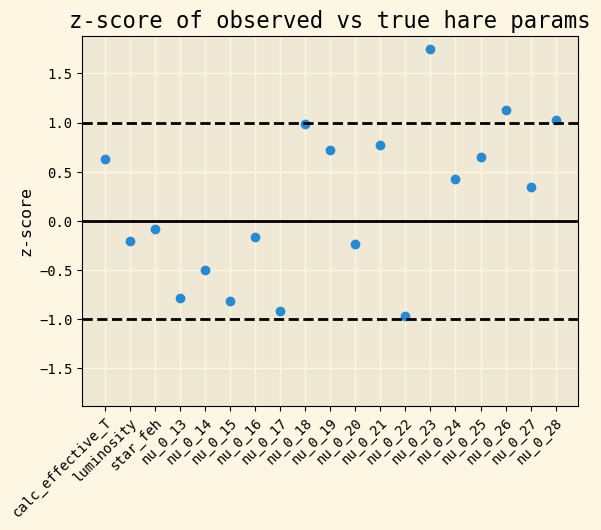 z-score of observed vs true hare params
z-score
1.5
1.0
0.5
0.0
−0.5
−1.0
−1.5
calc_effective_T
luminosity
star_feh
nu_0_13
nu_0_14
nu_0_15
nu_0_16
nu_0_17
nu_0_18
nu_0_19
nu_0_20
nu_0_21
nu_0_22
nu_0_23
nu_0_24
nu_0_25
nu_0_26
nu_0_27
nu_0_28